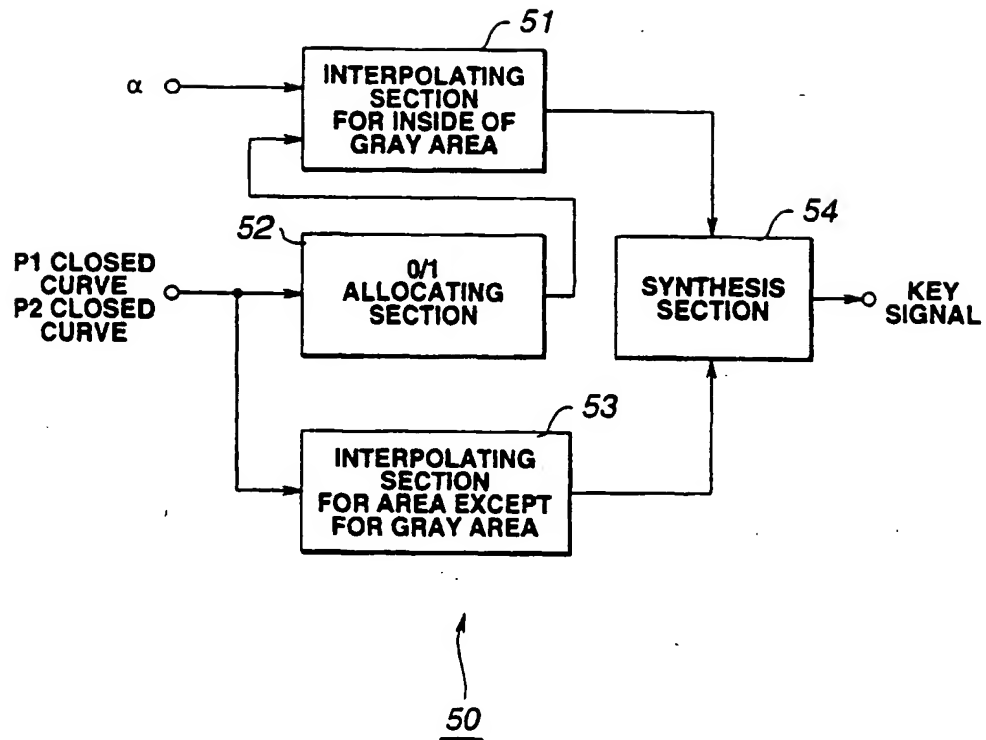 51
α
INTERPOLATING
SECTION
FOR INSIDE OF
GRAY AREA
52
54
P1 CLOSED
CURVE
P2 CLOSED
CURVE
0/1
ALLOCATING
SECTION
SYNTHESIS
SECTION
KEY
SIGNAL
53
INTERPOLATING
SECTION
FOR AREA EXCEPT
FOR GRAY AREA
50